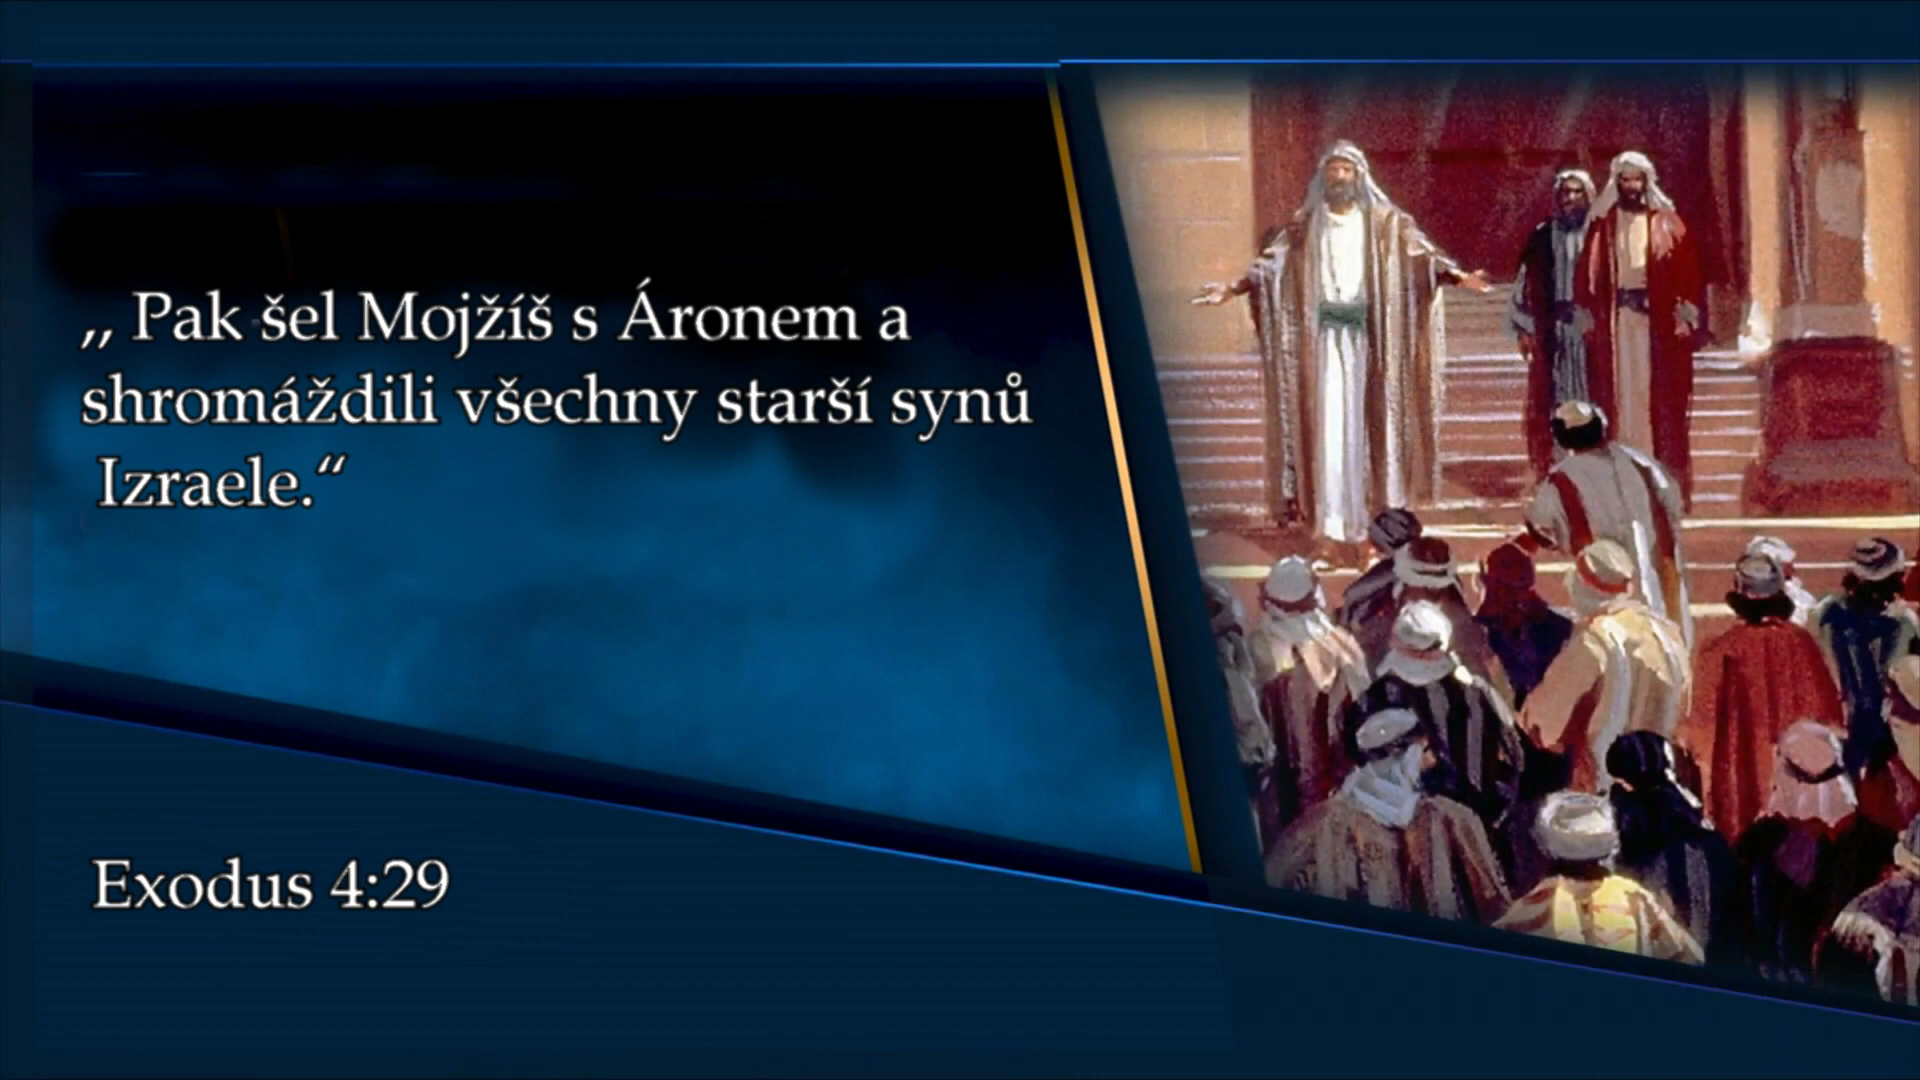 ,, Pak šel Mojžíš s Áronem a
shromáždili všechny starší synů
Izraele.“
Exodus 4:29